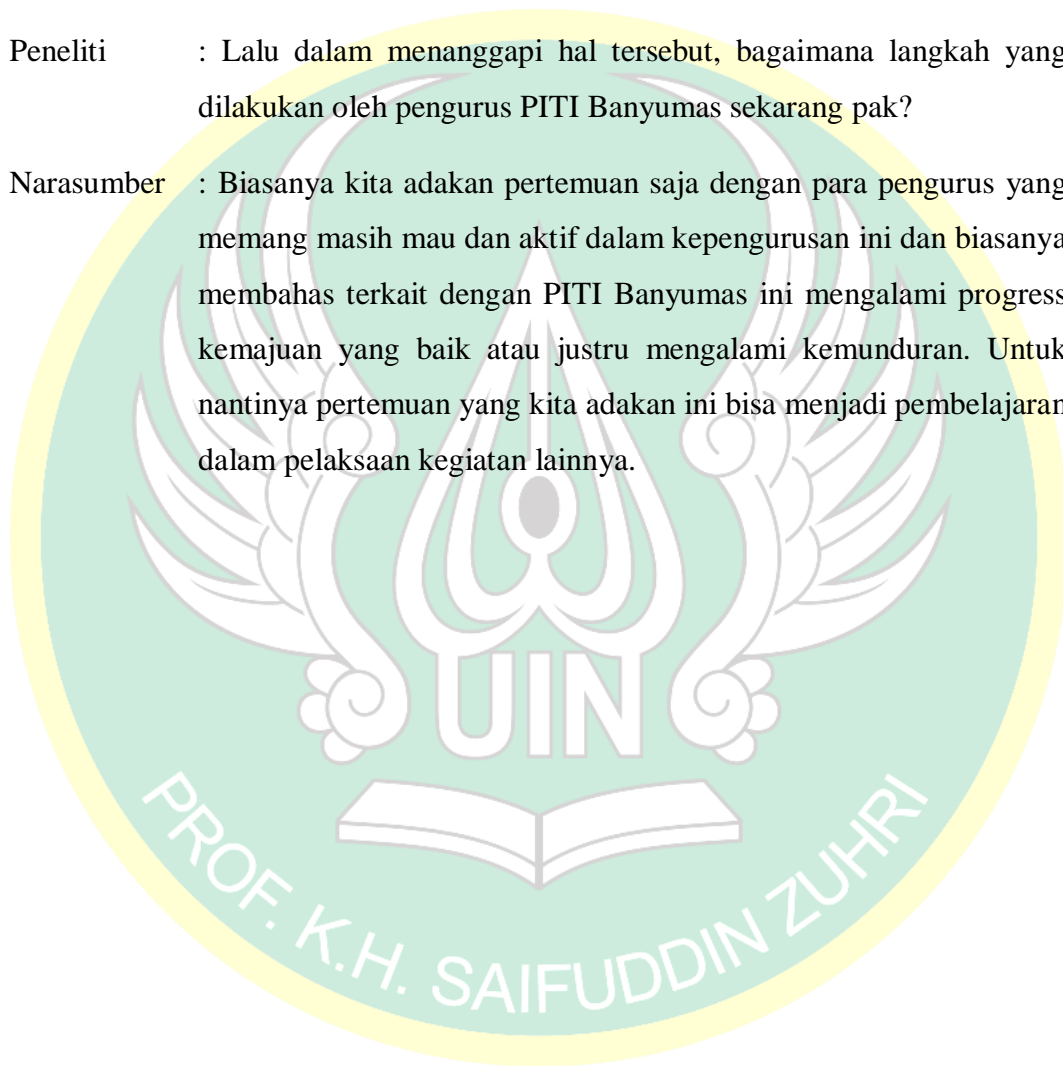 Peneliti : Lalu dalam menanggapi hal tersebut, bagaimana langkah yang
dilakukan oleh pengurus PITI Banyumas sekarang pak?
Narasumber : Biasanya kita adakan pertemuan saja dengan para pengurus yang
memang masih mau dan aktif dalam kepengurusan ini dan biasanya
membahas terkait dengan PITI Banyumas ini mengalami progress
kemajuan yang baik atau justru mengalami kemunduran. Untuk
nantinya pertemuan yang kita adakan ini bisa menjadi pembelajaran
dalam pelaksaan kegiatan lainnya.
UIN
PROF. K.H. SAIFUDDIN ZUHRI